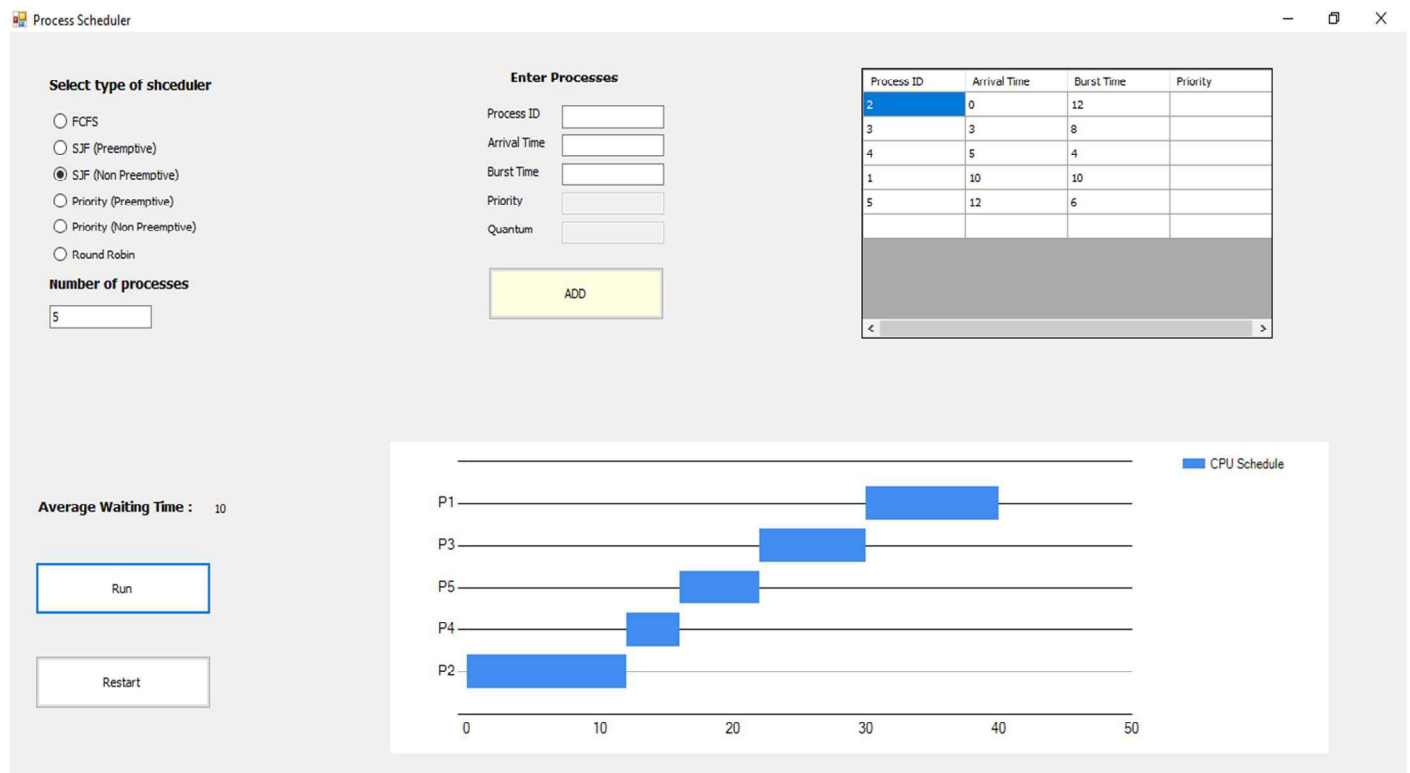 Process Scheduler
Select type of shceduler
FCFS
SJF (Preemptive)
SJF (Non Preemptive)
Priority (Preemptive)
Priority (Non Preemptive)
Round Robin
Number of processes
5
Enter Processes
Process ID
Arrival Time
Burst Time
Priority
Quantum
ADD
Process ID Arrival Time Burst Time Priority
2 0 12
3 3 8
4 5 4
1 10 10
5 12 6
Average Waiting Time : 10
Run
Restart
CPU Schedule
P1
P3
P5
P4
P2
0 10 20 30 40 50